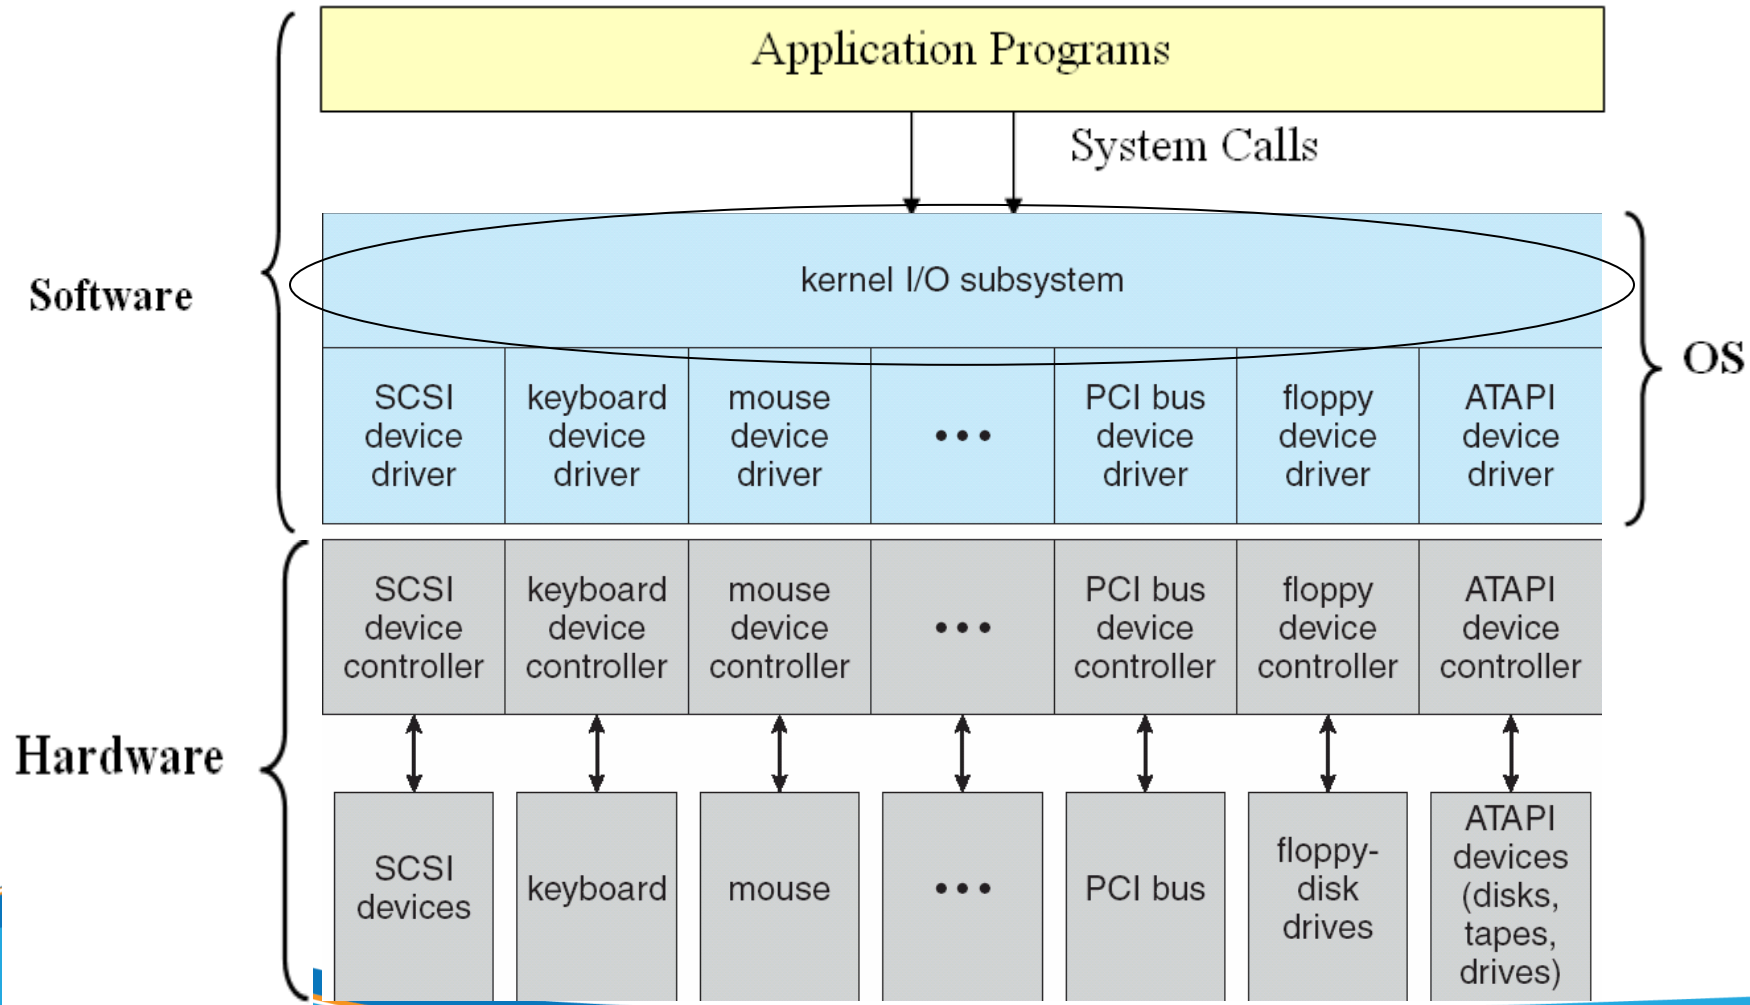 Application Programs
System Calls
Software
kernel I/O subsystem
OS
SCSI
device
driver
keyboard
device
driver
mouse
device
driver
•••
PCI bus
device
driver
floppy
device
driver
ATAPI
device
driver
Hardware
SCSI
device
controller
keyboard
device
controller
mouse
device
controller
•••
PCI bus
device
controller
floppy
device
controller
ATAPI
device
controller
SCSI
devices
keyboard
mouse
•••
PCI bus
floppy-
disk
drives
ATAPI
devices
(disks,
tapes,
drives)